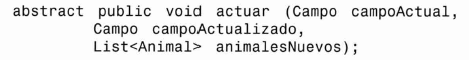 abstract public void actuar (Campo campoActual,
Campo campoActualizado,
List<Animal> animalesNuevos);